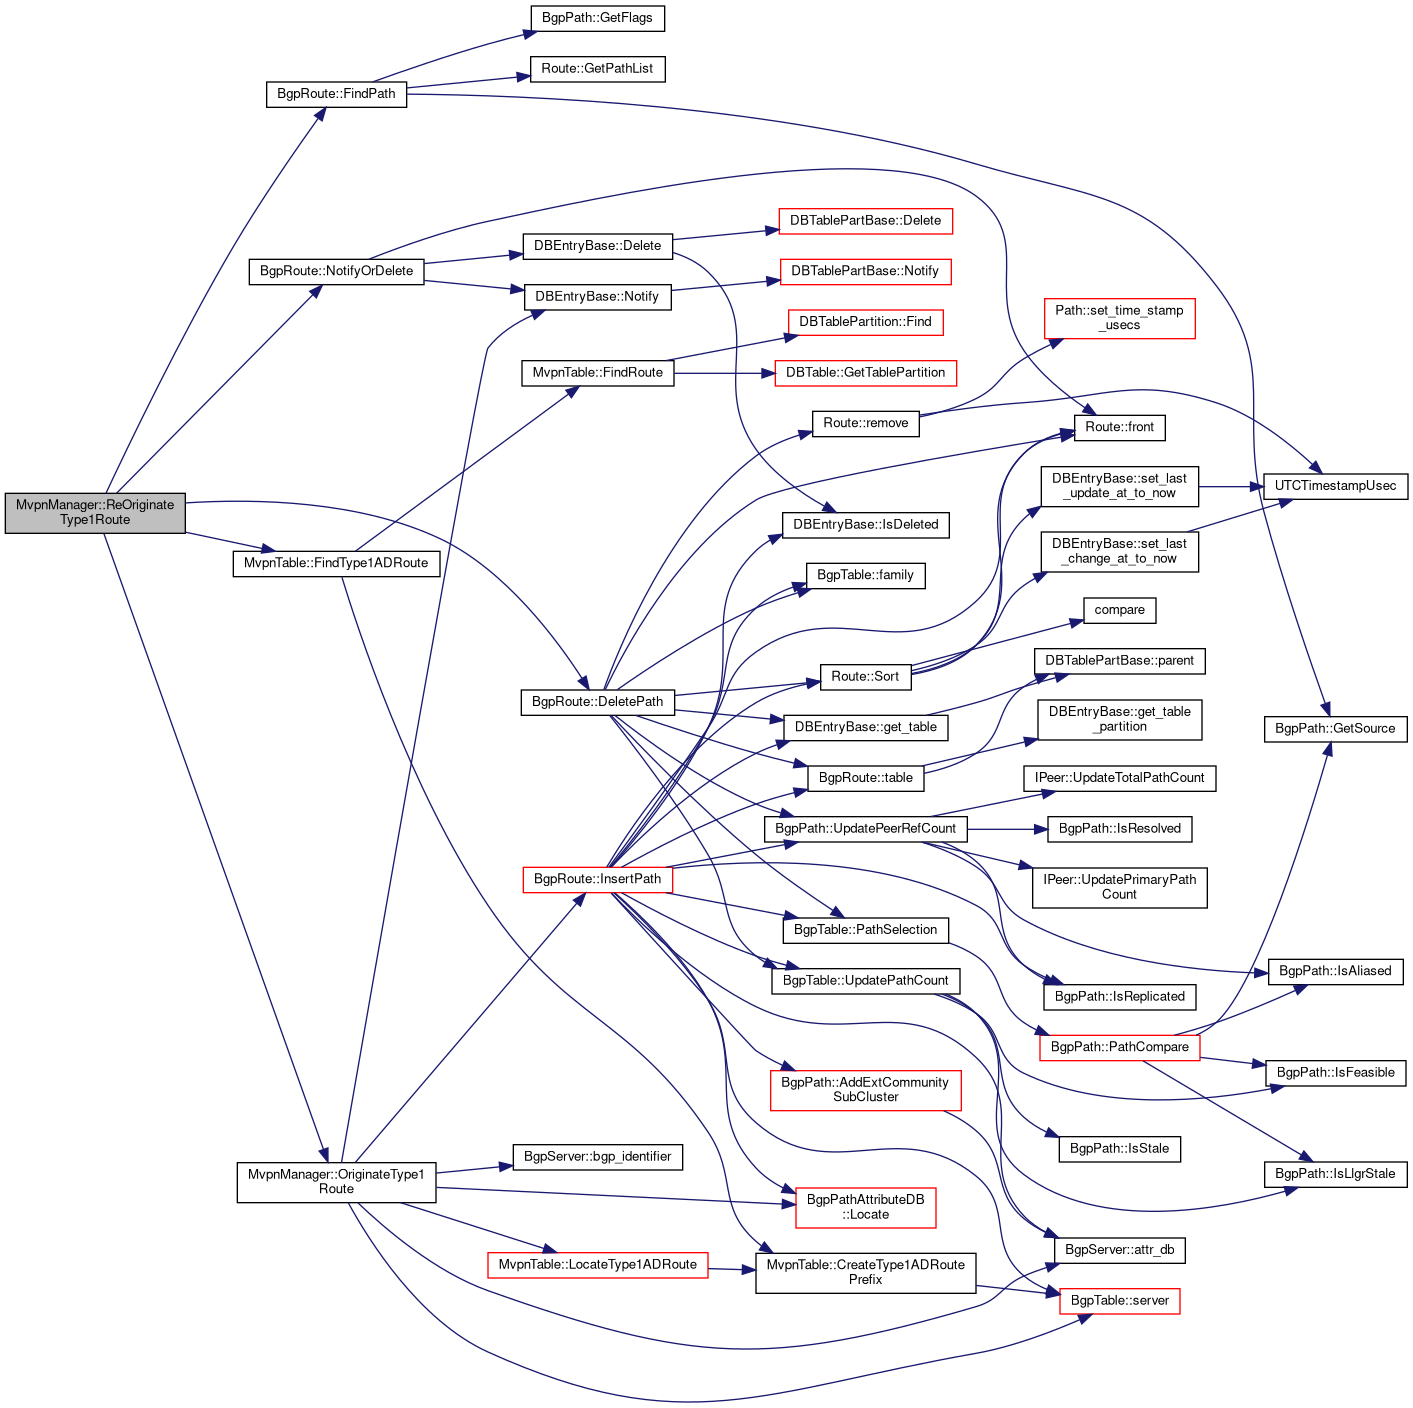 BgpPath::GetFlags
Route::GetPathList
BgpRoute::FindPath
DBTablePartBase::Delete
DBEntryBase::Delete
BgpRoute::NotifyOrDelete
DBTablePartBase::Notify
DBEntryBase::Notify
Path::set_time_stamp
_usecs
DBTablePartition::Find
MvpnTable::FindRoute
DBTable::GetTablePartition
Route::remove
Route::front
DBEntryBase::set_last
_update_at_to_now
UTCTimestampUsec
MvpnManager::ReOriginate
Type1Route
DBEntryBase::IsDeleted
DBEntryBase::set_last
_change_at_to_now
MvpnTable::FindType1ADRoute
BgpTable::family
compare
DBTablePartBase::parent
Route::Sort
BgpRoute::DeletePath
DBEntryBase::get_table
DBEntryBase::get_table
_partition
BgpPath::GetSource
BgpRoute::table
IPeer::UpdateTotalPathCount
BgpPath::UpdatePeerRefCount
BgpPath::IsResolved
BgpRoute::InsertPath
IPeer::UpdatePrimaryPath
Count
BgpTable::PathSelection
BgpTable::UpdatePathCount
BgpPath::IsAliased
BgpPath::IsReplicated
BgpPath::PathCompare
BgpPath::IsFeasible
BgpPath::AddExtCommunity
SubCluster
BgpPath::IsStale
BgpServer::bgp_identifier
MvpnManager::OriginateType1
Route
BgpPath::IsLlgrStale
BgpPathAttributeDB
::Locate
BgpServer::attr_db
MvpnTable::LocateType1ADRoute
MvpnTable::CreateType1ADRoute
Prefix
BgpTable::server